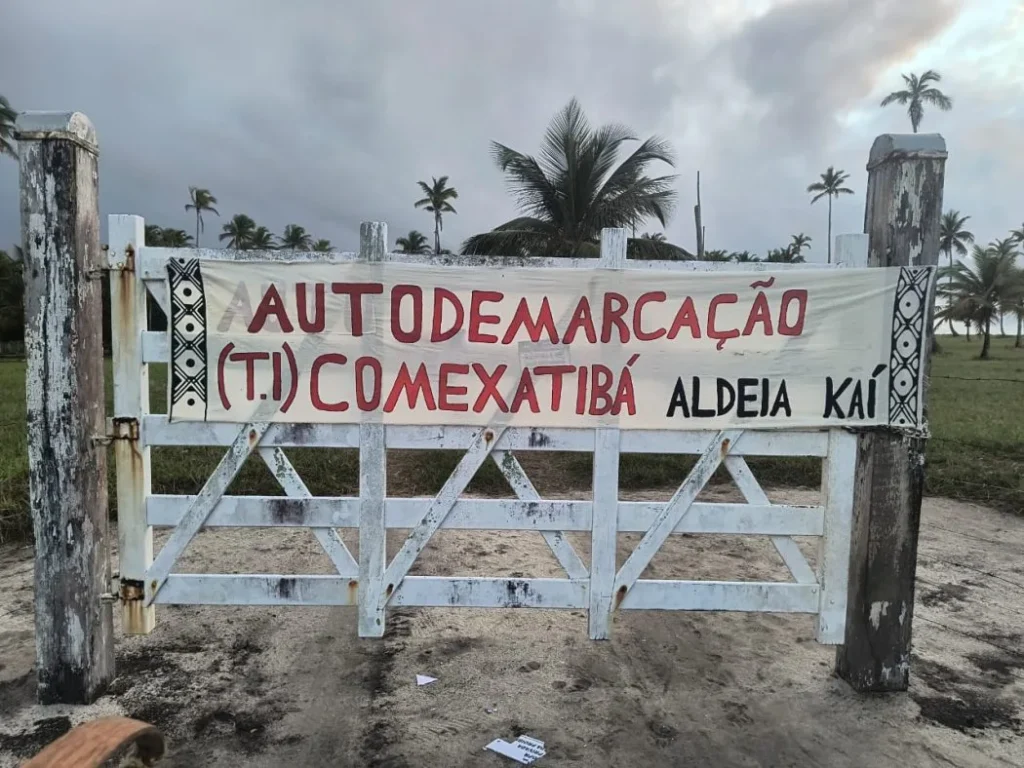 AUTODEMARCAÇÃO
(T.I) COMEXATIBÁ ALDEIA KAÍ